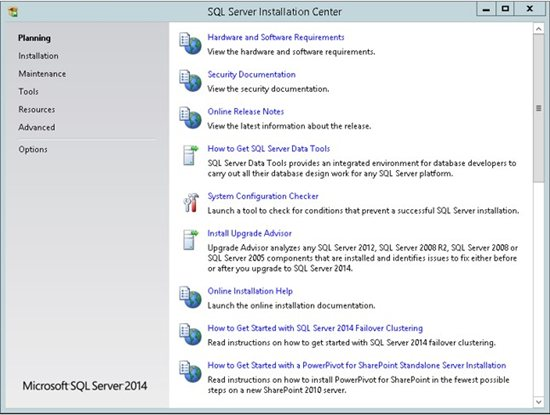 SQL Server Installation Center
Planning
Installation
Maintenance
Tools
Resources
Advanced
Options
Hardware and Software Requirements
View the hardware and software requirements.
Security Documentation
View the security documentation.
Online Release Notes
View the latest information about the release.
How to Get SQL Server Data Tools
SQL Server Data Tools provides an integrated environment for database developers to
carry out all their database design work for any SQL Server platform.
System Configuration Checker
Launch a tool to check for conditions that prevent a successful SQL Server installation.
Install Upgrade Advisor
Upgrade Advisor analyzes any SQL Server 2012, SQL Server 2008 R2, SQL Server 2008 or
SQL Server 2005 components that are installed and identifies issues to fix either before
or after you upgrade to SQL Server 2014.
Online Installation Help
Launch the online installation documentation.
How to Get Started with SQL Server 2014 Failover Clustering
Read instructions on how to get started with SQL Server 2014 failover clustering.
How to Get Started with a PowerPivot for SharePoint Standalone Server Installation
Read instructions on how to install PowerPivot for SharePoint in the fewest possible
steps on a new SharePoint 2010 server.
Microsoft SQL Server 2014